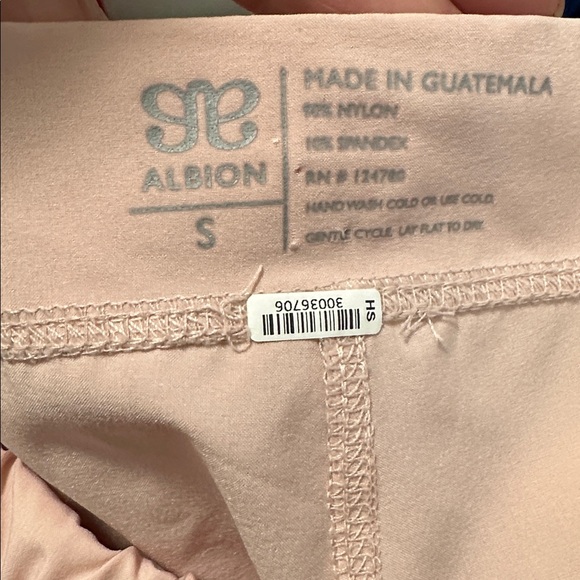 ALBION
S
MADE IN GUATEMALA
90% NYLON
10% SPANDEX
RN # 124780
HAND WASH COLD OR USE COLD,
GENTLE CYCLE. LAY FLAT TO DRY.
HS
30036706